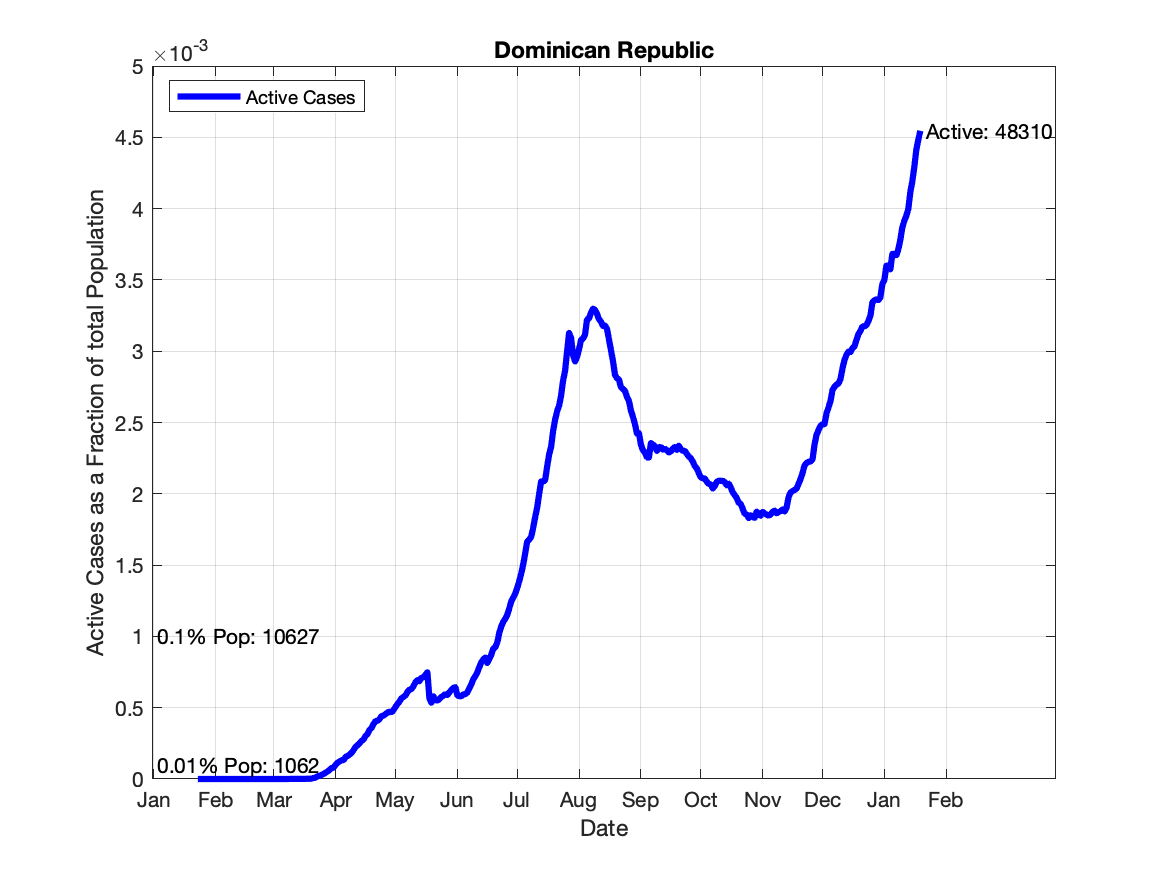 Dominican Republic
×10-3
5
4.5
4
3.5
3
2.5
2
1.5
1
0.5
0
Active Cases as a Fraction of total Population
Active Cases
Active: 48310
0.1% Pop: 10627
0.01% Pop: 1062
Jan Feb Mar Apr May Jun Jul Aug Sep Oct Nov Dec Jan Feb
Date